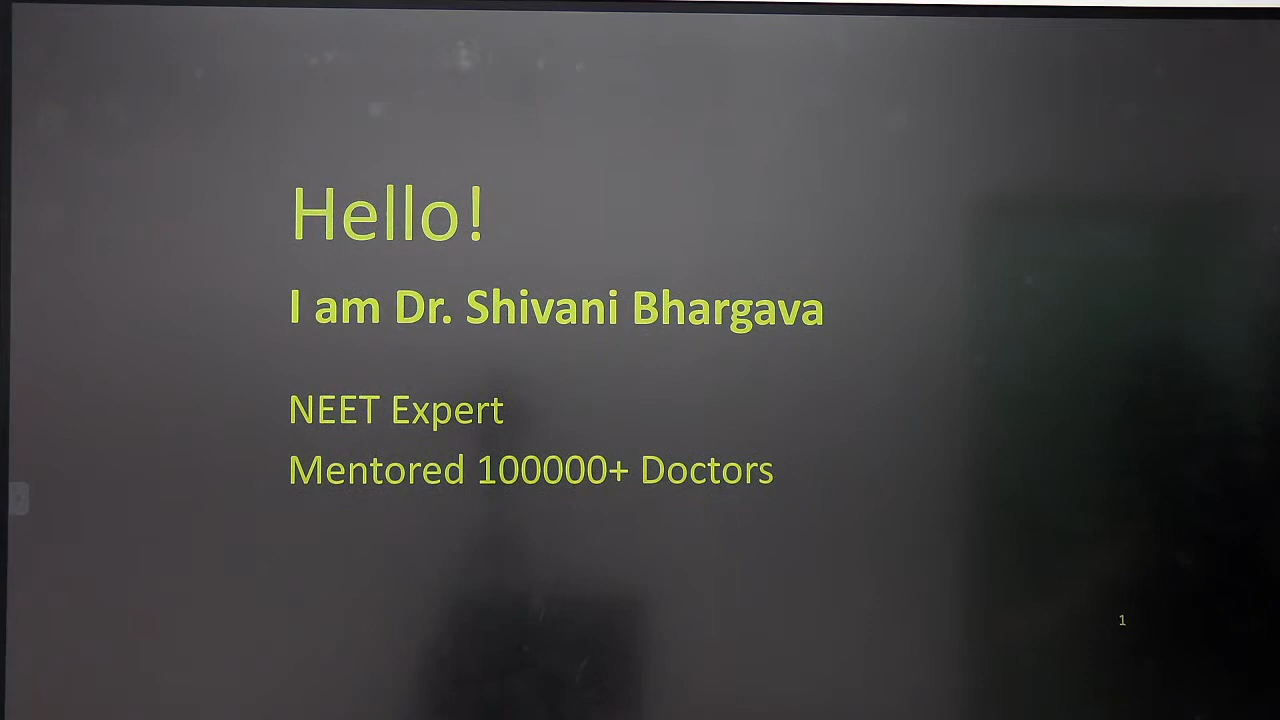 Hello!
I am Dr. Shivani Bhargava
NEET Expert
Mentored 100000+ Doctors
1